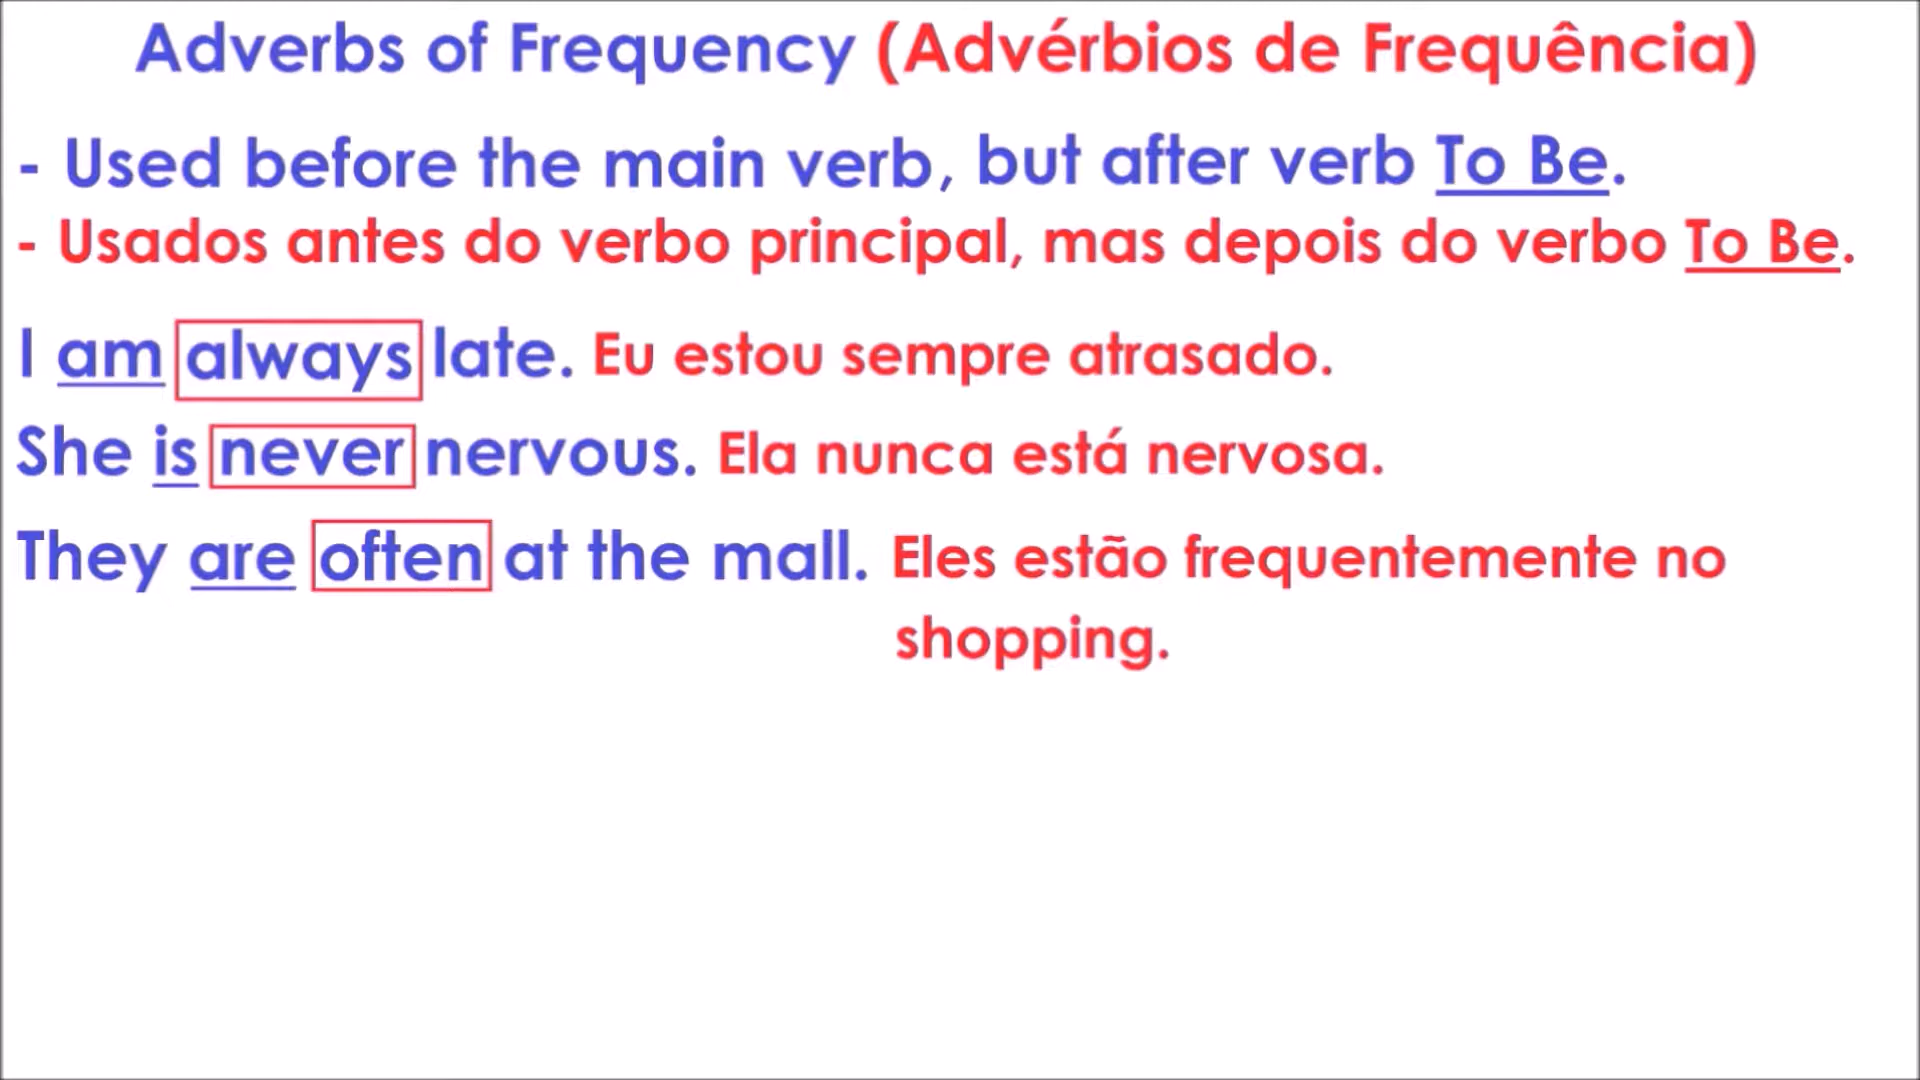 Adverbs of Frequency (Advérbios de Frequência)
- Used before the main verb, but after verb To Be.
- Usados antes do verbo principal, mas depois do verbo To Be.
I am always late. Eu estou sempre atrasado.
She is never nervous. Ela nunca está nervosa.
They are often at the mall. Eles estão frequentemente no
shopping.